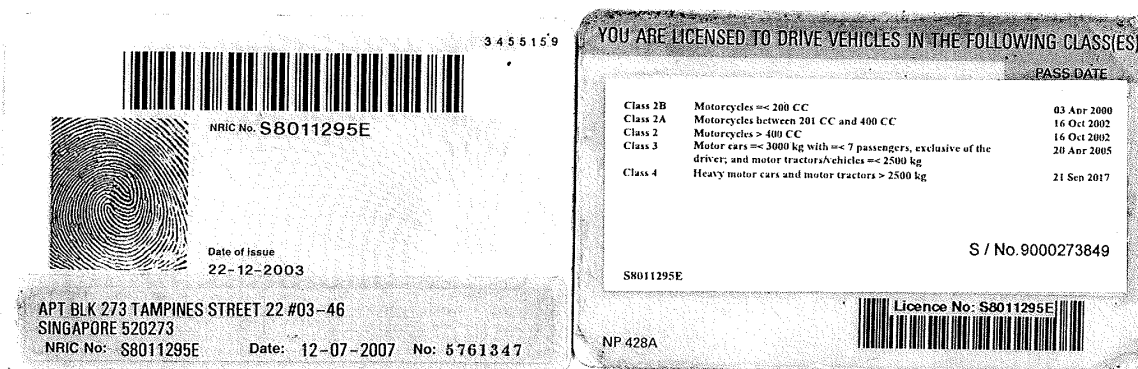 3455159
NRIC No. S8011295E
Date of issue
22-12-2003
APT BLK 273 TAMPINES STREET 22 #03-46
SINGAPORE 520273
NRIC No: S8011295E Date: 12-07-2007 No: 5761347
YOU ARE LICENSED TO DRIVE VEHICLES IN THE FOLLOWING CLASS(ES)
PASS DATE
Class 2B Motorcycles =< 200 CC 03 Apr 2000
Class 2A Motorcycles between 201 CC and 400 CC 16 Oct 2002
Class 2 Motorcycles > 400 CC 16 Oct 2002
Class 3 Motor cars =< 3000 kg with =< 7 passengers, exclusive of the 20 Apr 2005
driver; and motor tractors/vehicles =< 2500 kg
Class 4 Heavy motor cars and motor tractors > 2500 kg 21 Sep 2017
S / No.9000273849
S8011295E
Licence No: S8011295E
NP 428A